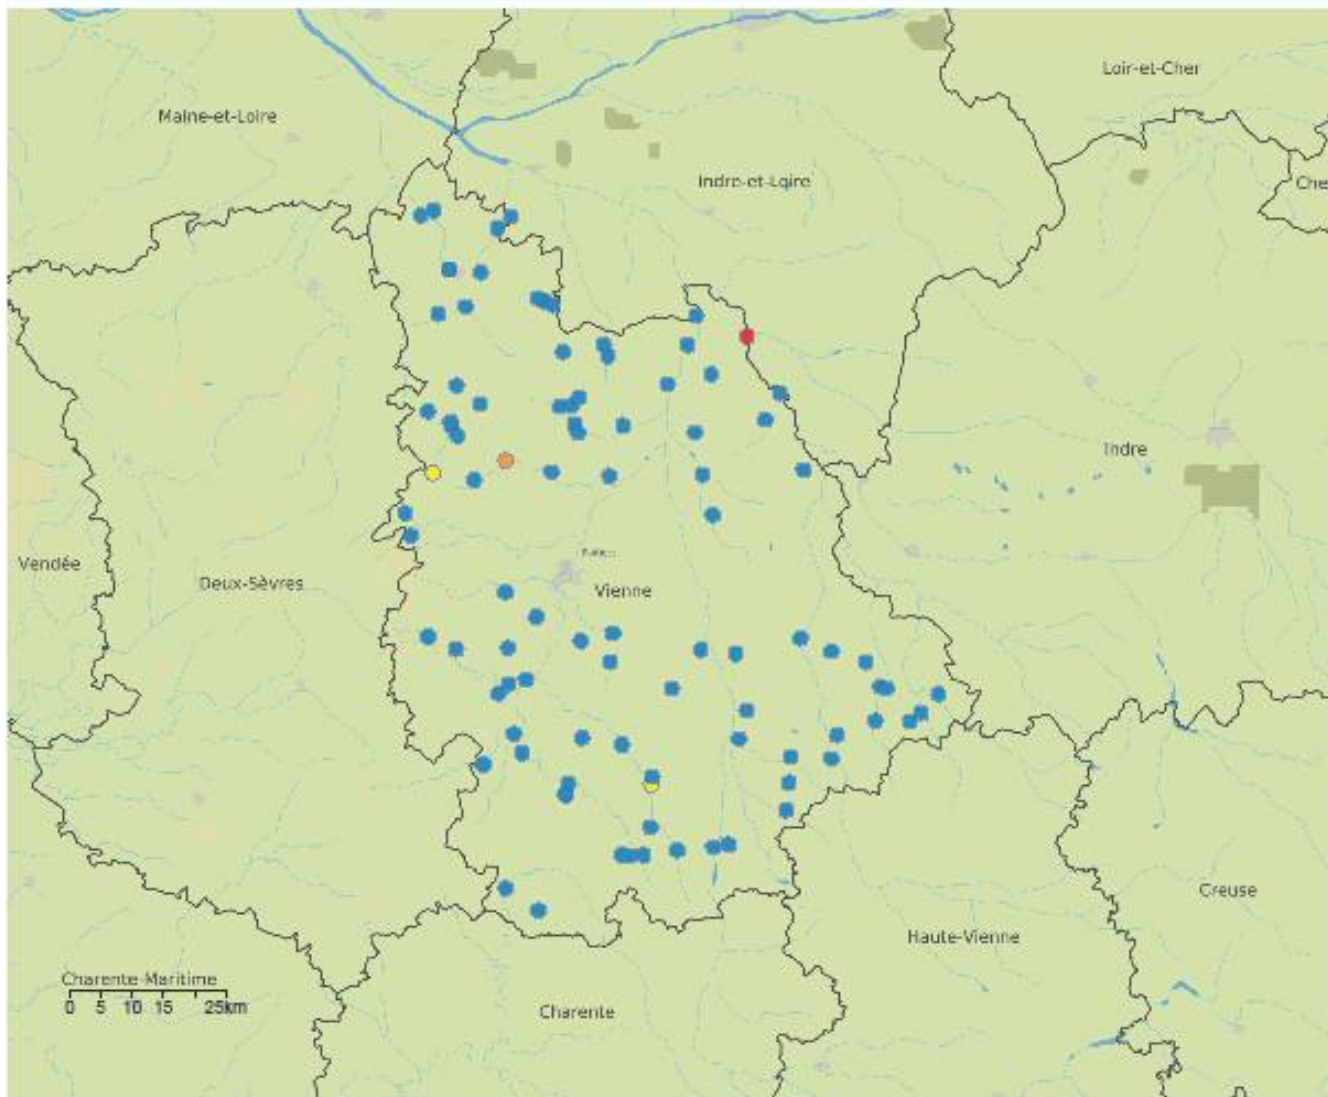 Loir-et-Cher
Maine-et-Loire
Indre-et-Loire
Che
Indre
Vendée
Deux-Sèvres
Vienne
Creuse
Haute-Vienne
Charente-Maritime
0 5 10 15 25km
Charente